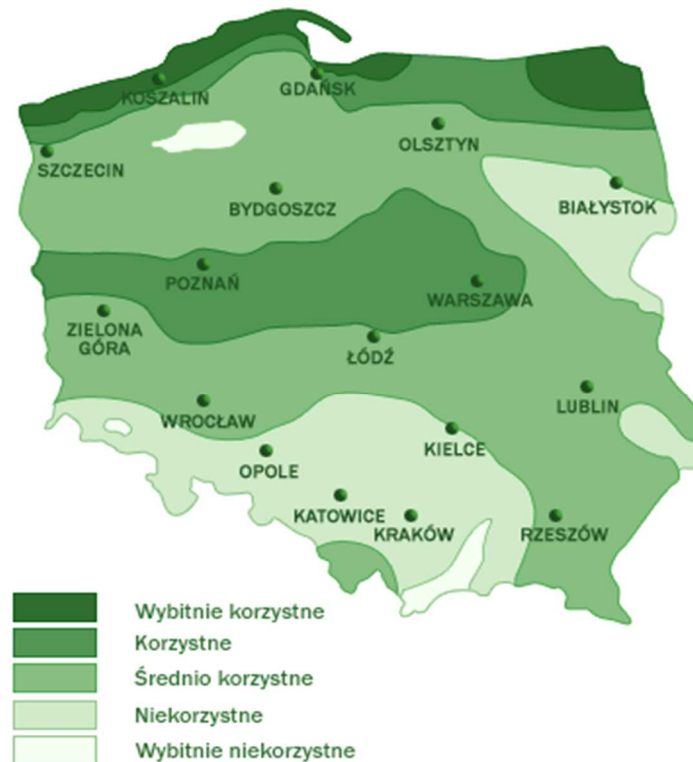 KOSZALIN
GDAŃSK
OLSZTYN
SZCZECIN
BIAŁYSTOK
BYDGOSZCZ
POZNAŃ
WARSZAWA
ZIELONA
GÓRA
ŁÓDŹ
LUBLIN
WROCŁAW
KIELCE
OPOLE
KATOWICE
KRAKÓW
RZESZÓW
Wybitnie korzystne
Korzystne
Średnio korzystne
Niekorzystne
Wybitnie niekorzystne